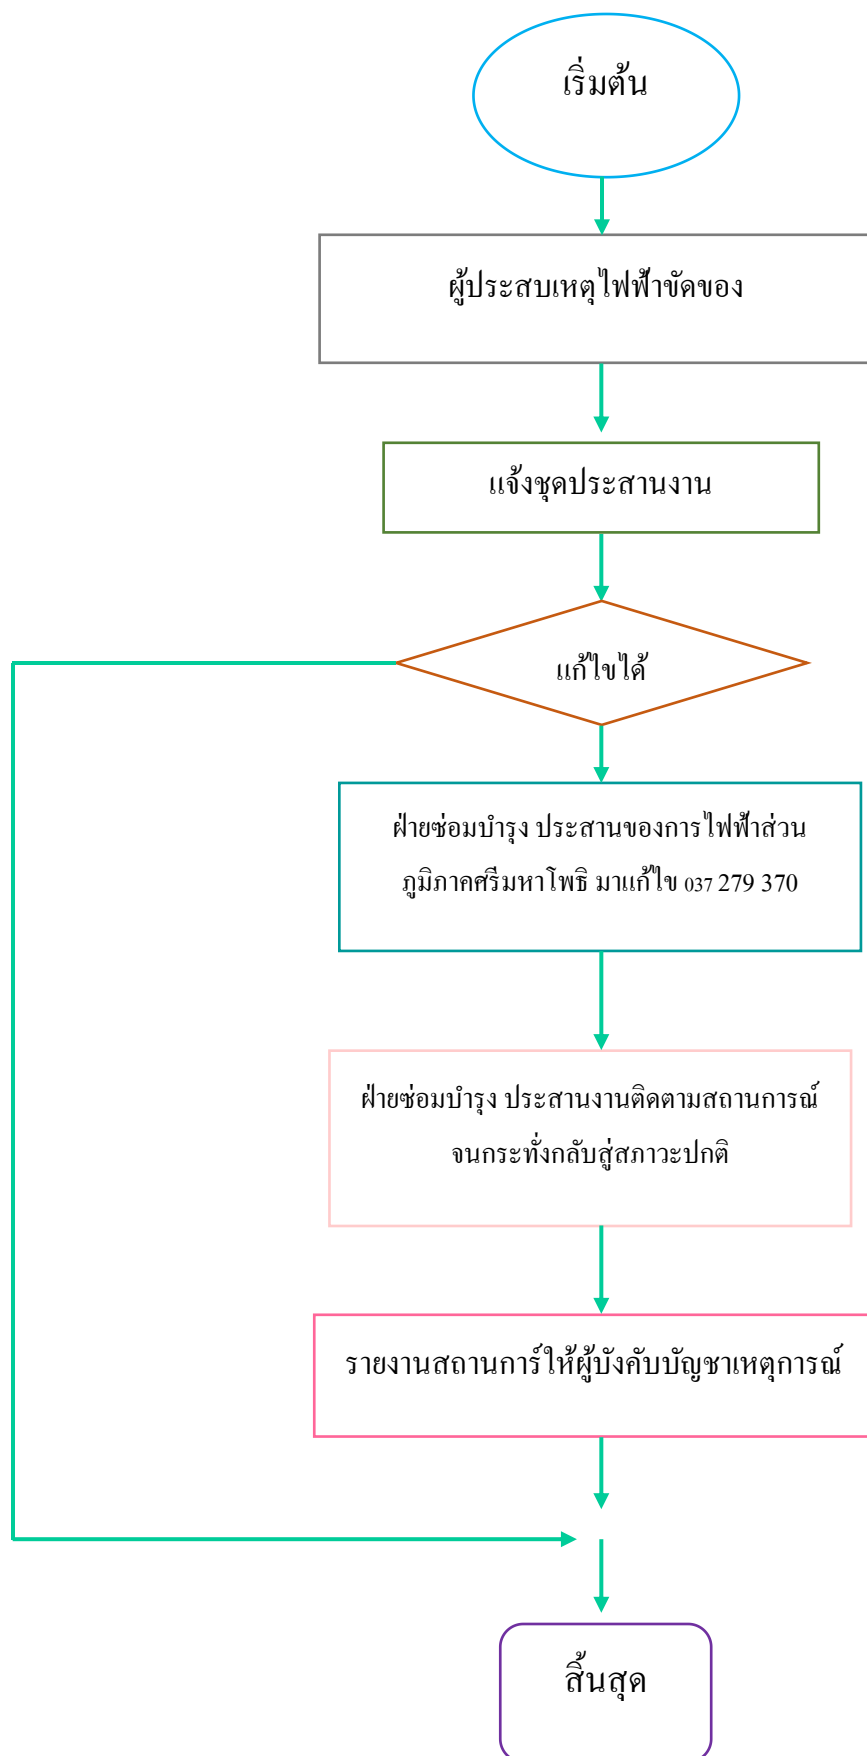 เริ่มต้น
ผู้ประสบเหตุไฟฟ้าขัดของ
แจ้งชุดประสานงาน
แก้ไขได้
ฝ่ายซ่อมบำรุง ประสานของการไฟฟ้าส่วน
ภูมิภาคศรีมหาโพธิ มาแก้ไข 037 279 370
ฝ่ายซ่อมบำรุง ประสานงานติดตามสถานการณ์
จนกระทั่งกลับสู่สภาวะปกติ
รายงานสถานการ์ให้ผู้บังคับบัญชาเหตุการณ์
สิ้นสุด